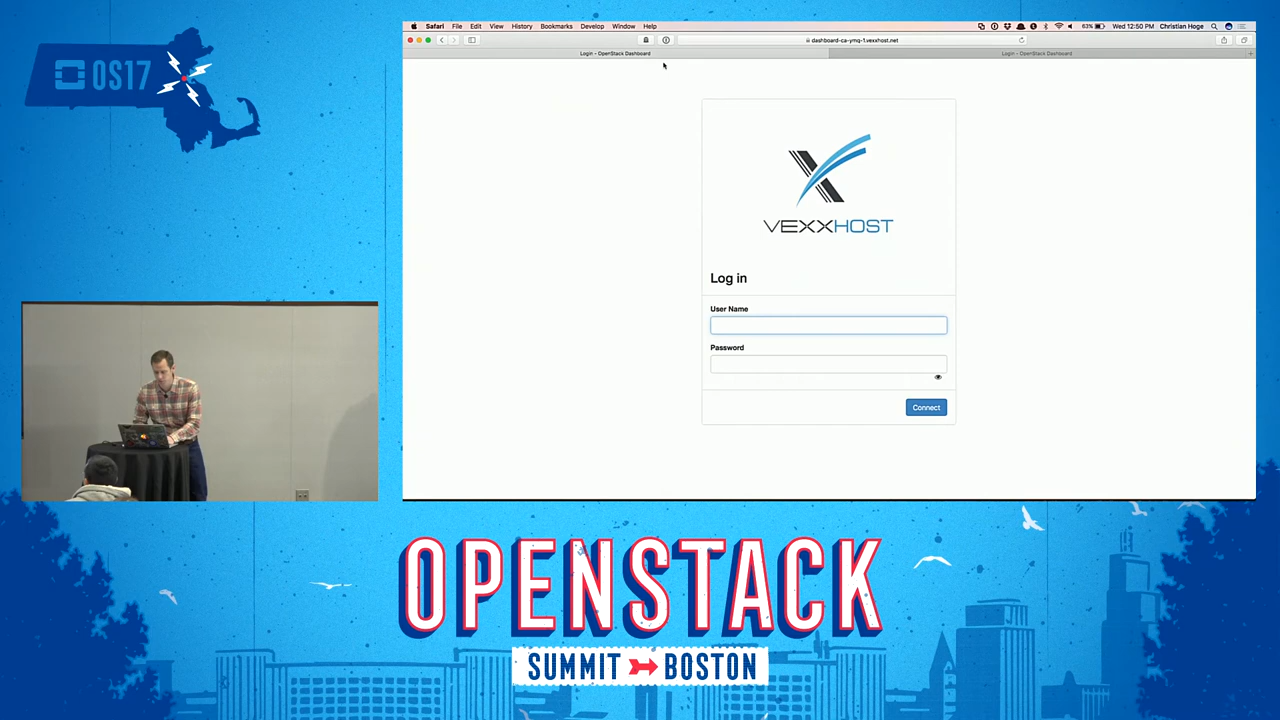 OS17
Safari File Edit View History Bookmarks Develop Window Help
63% Wed 12:50 PM Christian Hoge
dashboard-ca-ymq-1.vexxhost.net
Login - OpenStack Dashboard
Login - OpenStack Dashboard
VEXXHOST
Log in
User Name
Password
Connect
OPENSTACK
SUMMIT BOSTON